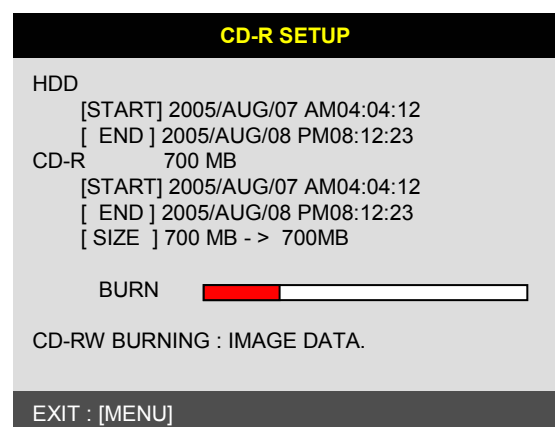 CD-R SETUP
HDD
[START] 2005/AUG/07 AM04:04:12
[ END ] 2005/AUG/08 PM08:12:23
CD-R 700 MB
[START] 2005/AUG/07 AM04:04:12
[ END ] 2005/AUG/08 PM08:12:23
[ SIZE ] 700 MB - > 700MB
BURN
CD-RW BURNING : IMAGE DATA.
EXIT : [MENU]